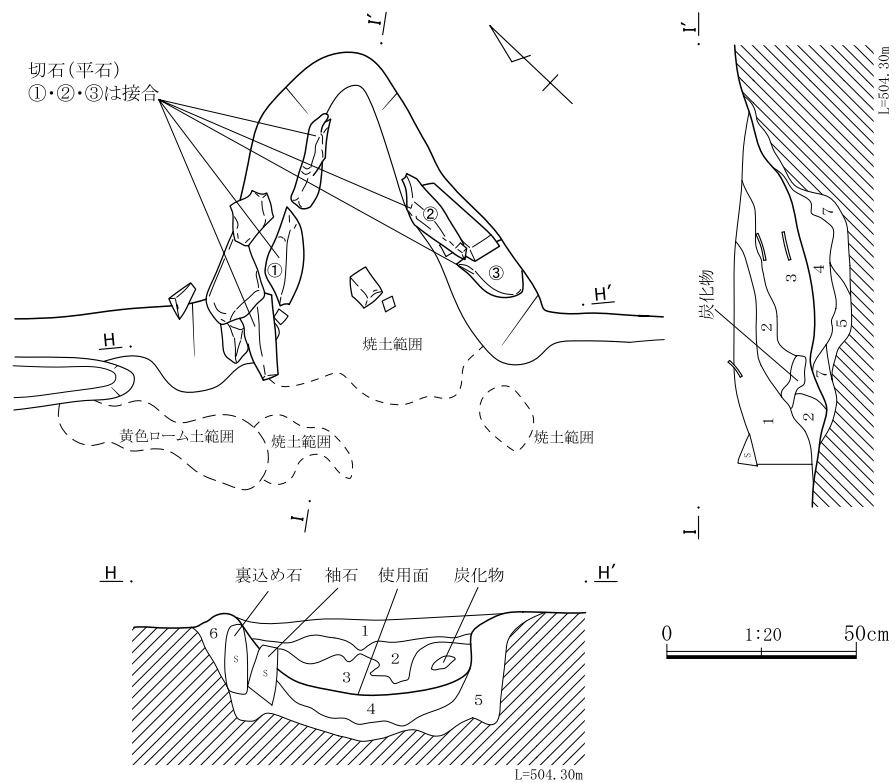 I′
切石(平石)
①・②・③は接合
②
①
③
H′
H
焼土範囲
黄色ローム土範囲
焼土範囲
焼土範囲
I
I′
L=504.30m
7
3
4
炭化物
2
5
7
1
2
S
I
H
裏込め石
袖石
使用面
炭化物
H′
6
1
S
S
2
3
4
5
L=504.30m
0
1:20
50cm